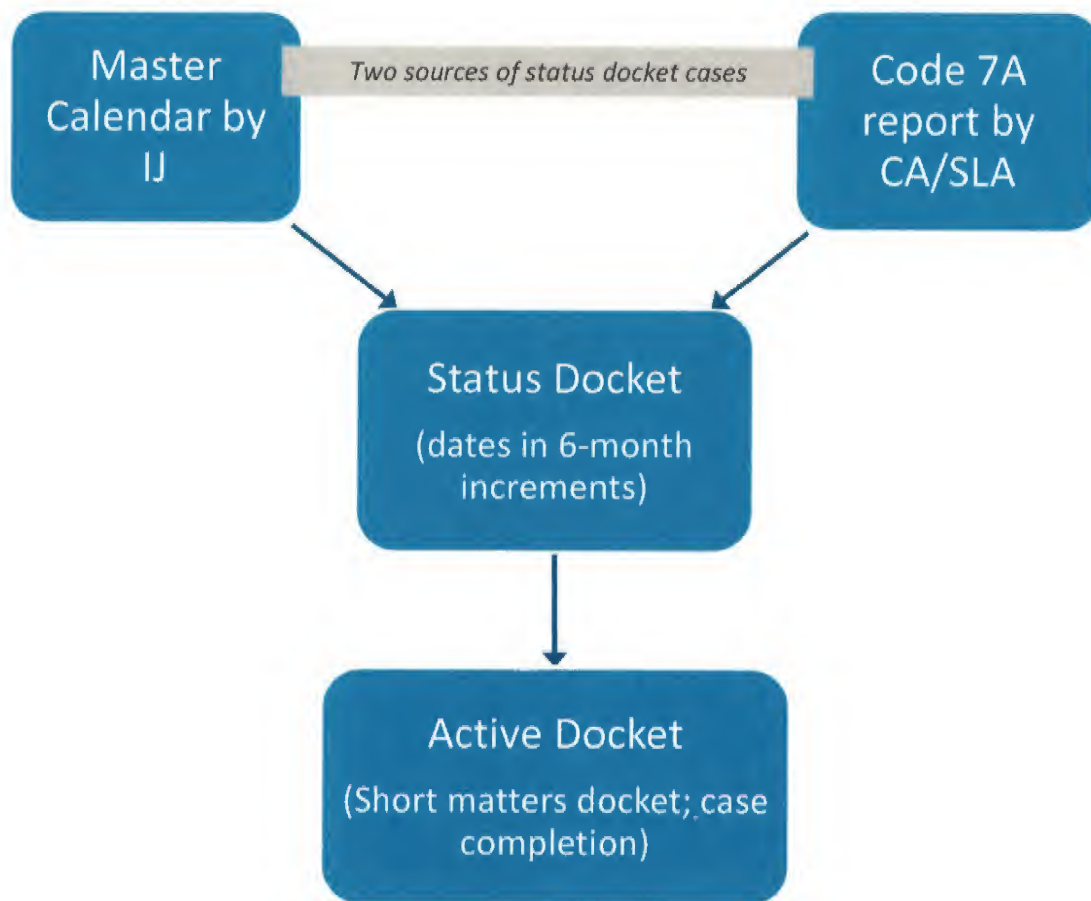 Master
Calendar by
IJ
Two sources of status docket cases
Code 7A
report by
CA/SLA
Status Docket
(dates in 6-month
increments)
Active Docket
(Short matters docket; case
completion)